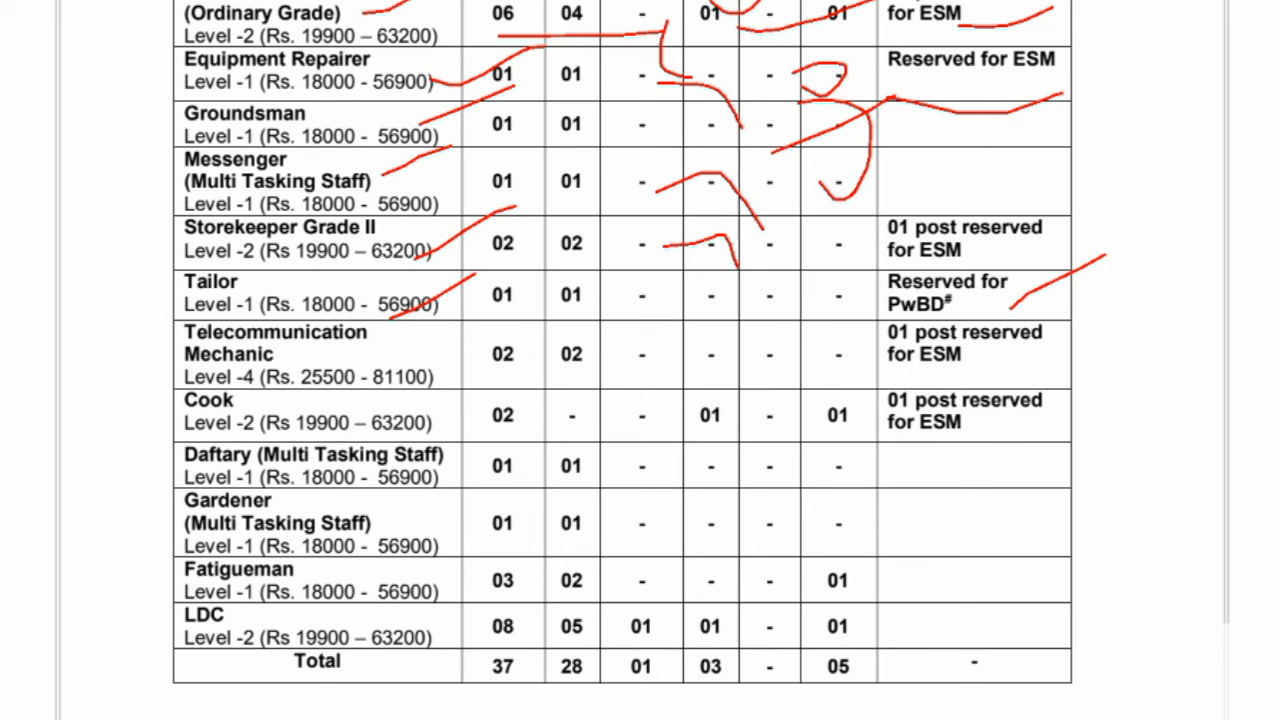 (Ordinary Grade) 06 04 - 01 - 01 for ESM
Level -2 (Rs. 19900 – 63200)
Equipment Repairer Reserved for ESM
Level -1 (Rs. 18000 - 56900) 01 01 - - - -
Groundsman
Level -1 (Rs. 18000 - 56900) 01 01 - - - -
Messenger
(Multi Tasking Staff) 01 01 - - - -
Level -1 (Rs. 18000 - 56900)
Storekeeper Grade II 01 post reserved
Level -2 (Rs 19900 – 63200) 02 02 - - - - for ESM
Tailor Reserved for
Level -1 (Rs. 18000 - 56900) 01 01 - - - - PwBD#
Telecommunication 01 post reserved
Mechanic 02 02 - - - - for ESM
Level -4 (Rs. 25500 - 81100)
Cook 01 post reserved
Level -2 (Rs 19900 – 63200) 02 - - 01 - 01 for ESM
Daftary (Multi Tasking Staff) 01 01 - - - -
Level -1 (Rs. 18000 - 56900)
Gardener
(Multi Tasking Staff) 01 01 - - - -
Level -1 (Rs. 18000 - 56900)
Fatigueman 03 02 - - - 01
Level -1 (Rs. 18000 - 56900)
LDC 08 05 01 01 - 01
Level -2 (Rs 19900 – 63200)
Total 37 28 01 03 - 05 -